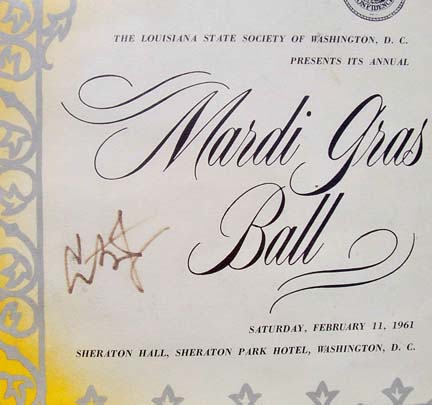 CONFIDENCE
THE LOUISIANA STATE SOCIETY OF WASHINGTON, D. C.
PRESENTS ITS ANNUAL
Mardi Gras
Ball
SATURDAY, FEBRUARY 11, 1961
SHERATON HALL, SHERATON PARK HOTEL, WASHINGTON, D. C.